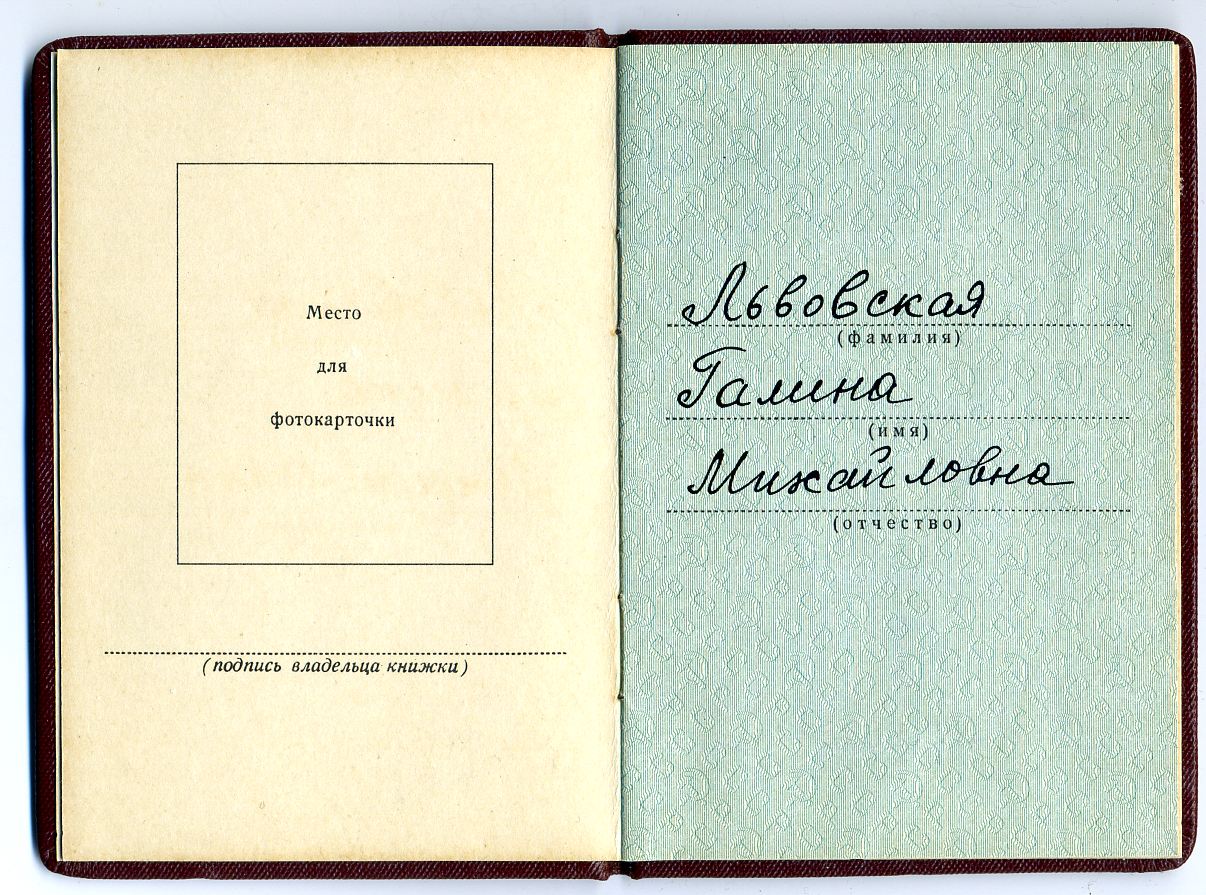 Место
для
фотокарточки
(подпись владельца книжки)
Львовская
(фамилия)
Галина
(имя)
Михайловна
(отчество)